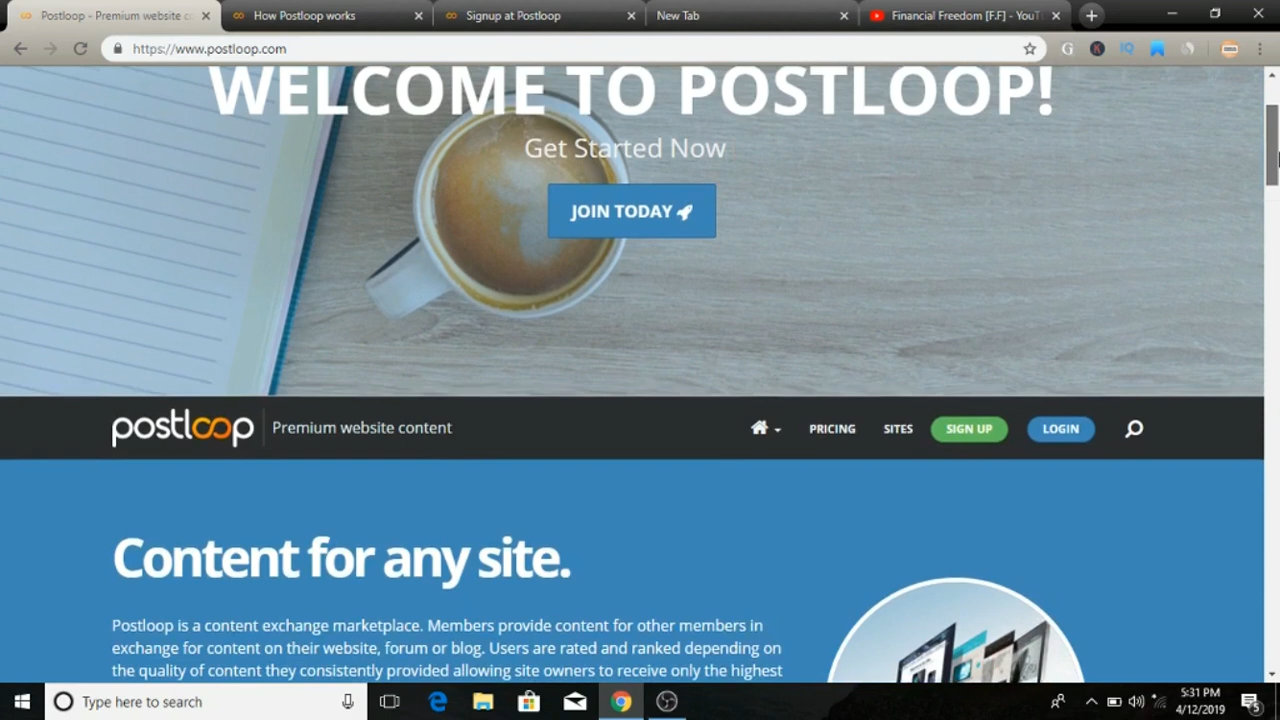 Postloop - Premium website c
How Postloop works
Signup at Postloop
New Tab
Financial Freedom [F.F] - YouT
https://www.postloop.com
WELCOME TO POSTLOOP!
Get Started Now
JOIN TODAY
postloop
Premium website content
PRICING
SITES
SIGN UP
LOGIN
Content for any site.
Postloop is a content exchange marketplace. Members provide content for other members in
exchange for content on their website, forum or blog. Users are rated and ranked depending on
the quality of content they consistently provided allowing site owners to receive only the highest
Type here to search
5:31 PM
4/12/2019